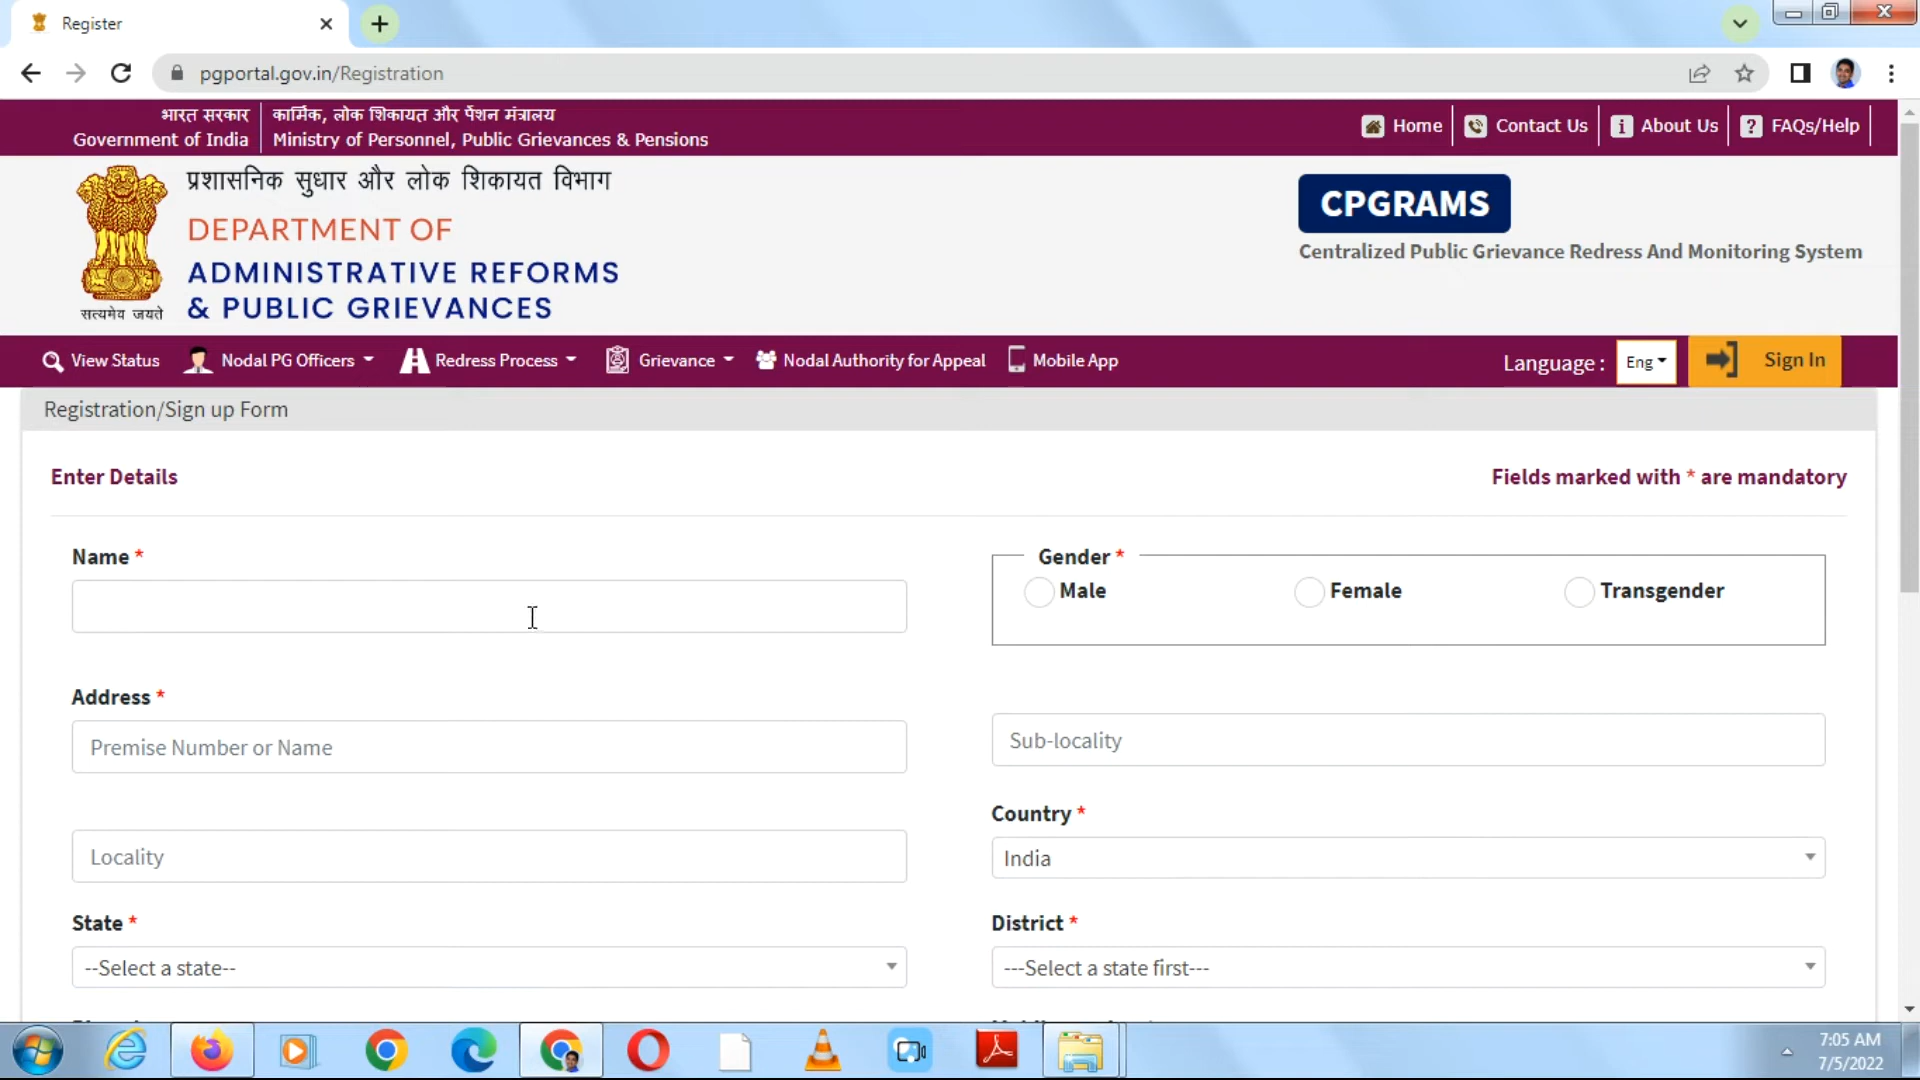 Register
pgportal.gov.in/Registration
भारत सरकार
Government of India
कार्मिक, लोक शिकायत और पेंशन मंत्रालय
Ministry of Personnel, Public Grievances & Pensions
Home
Contact Us
About Us
FAQs/Help
प्रशासनिक सुधार और लोक शिकायत विभाग
DEPARTMENT OF
ADMINISTRATIVE REFORMS
& PUBLIC GRIEVANCES
सत्यमेव जयते
CPGRAMS
Centralized Public Grievance Redress And Monitoring System
View Status
Nodal PG Officers
Redress Process
Grievance
Nodal Authority for Appeal
Mobile App
Language :
Eng
Sign In
Registration/Sign up Form
Enter Details
Fields marked with * are mandatory
Name *
Gender *
Male
Female
Transgender
Address *
Premise Number or Name
Sub-locality
Locality
Country *
India
State *
--Select a state--
District *
---Select a state first---
7:05 AM
7/5/2022